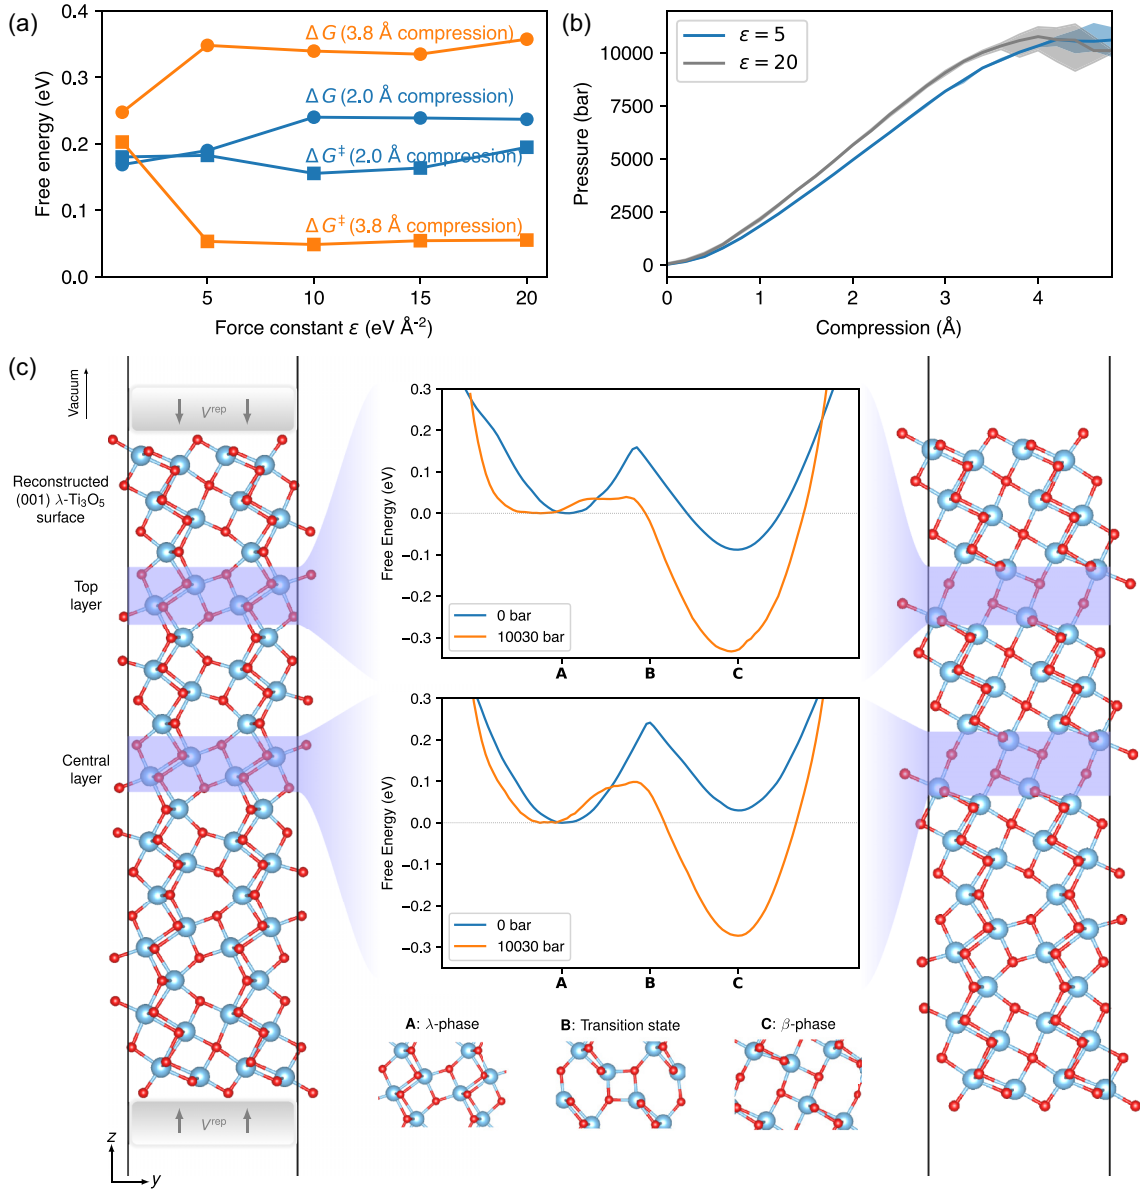 (a)
0.4
0.3
0.2
0.1
0.0
Free energy (eV)
Δ G (3.8 Å compression)
Δ G (2.0 Å compression)
Δ G‡ (2.0 Å compression)
Δ G‡ (3.8 Å compression)
5
10
15
20
Force constant ε (eV Å⁻²)
(b)
10000
7500
5000
2500
0
Pressure (bar)
ε = 5
ε = 20
0
1
2
3
4
Compression (Å)
(c)
Vacuum
Vʳᵉᵖ
Reconstructed
(001) λ-Ti₃O₅
surface
Top
layer
Central
layer
Vʳᵉᵖ
z
y
0.3
0.2
0.1
0.0
−0.1
−0.2
−0.3
Free Energy (eV)
0 bar
10030 bar
A
B
C
0.3
0.2
0.1
0.0
−0.1
−0.2
−0.3
Free Energy (eV)
0 bar
10030 bar
A
B
C
A: λ-phase
B: Transition state
C: β-phase